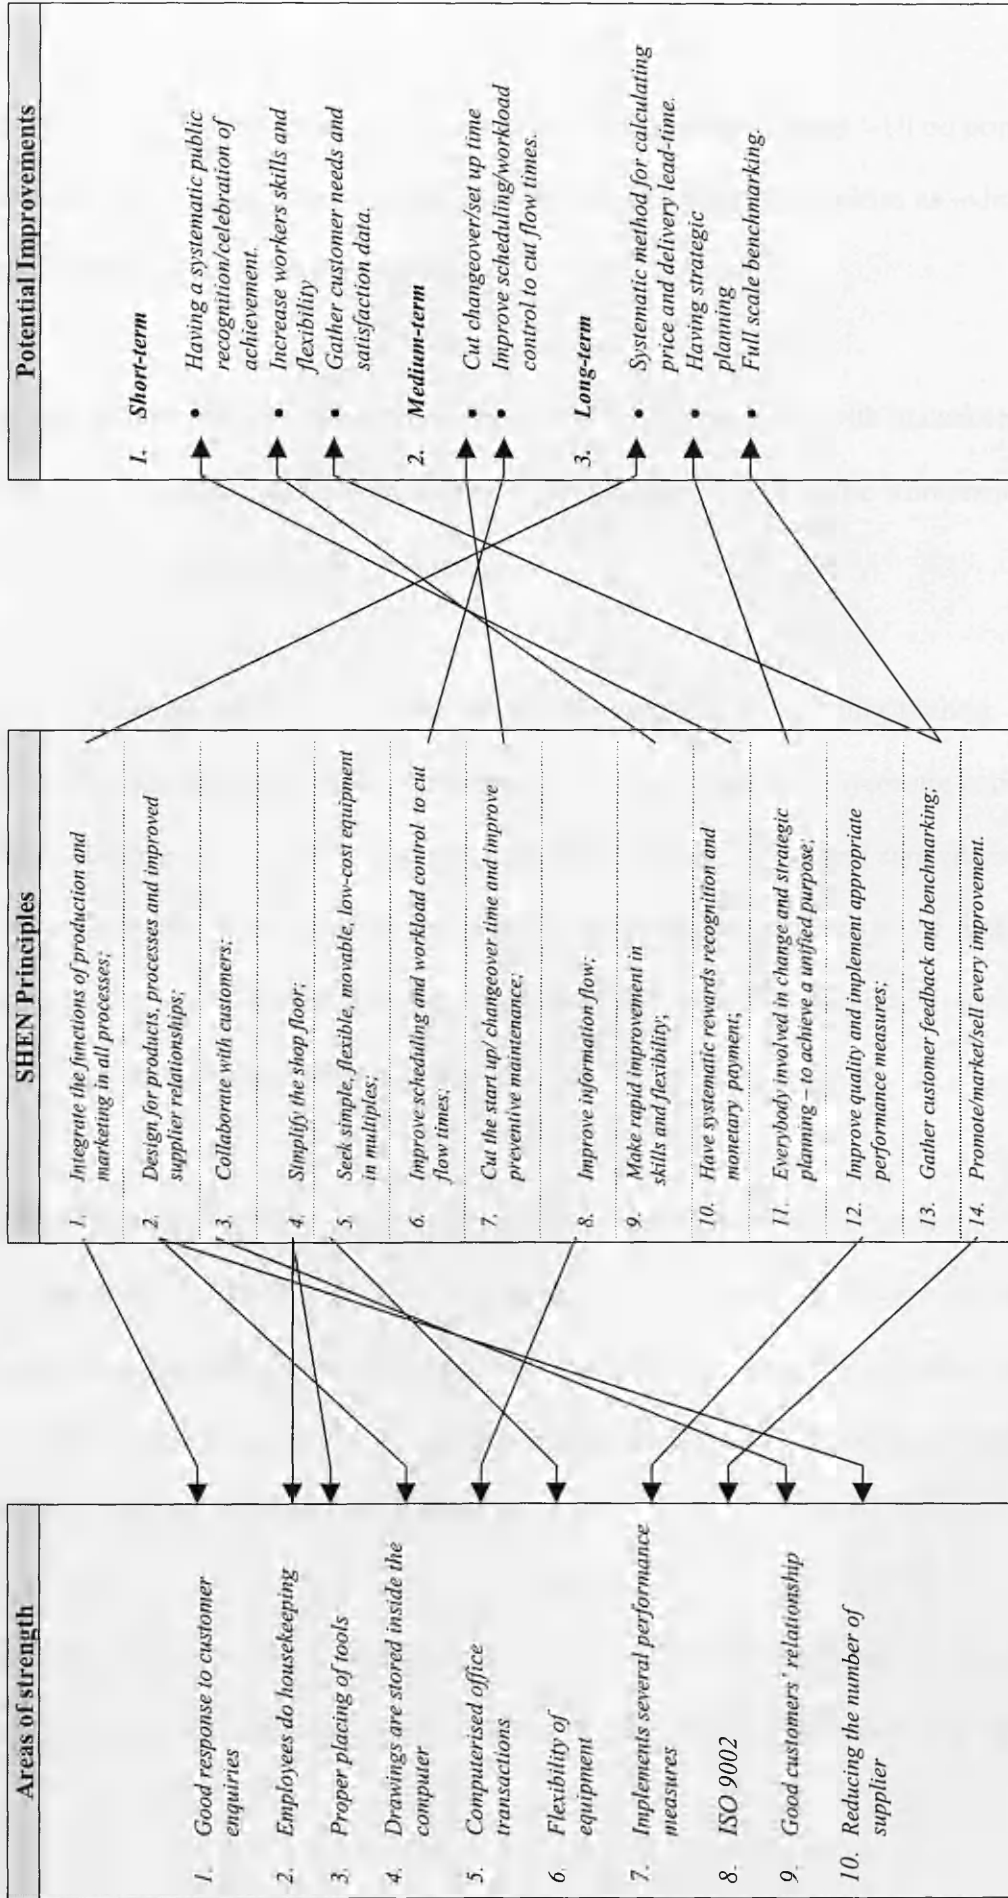 Areas of strength
1. Good response to customer
enquiries
2. Employees do housekeeping
3. Proper placing of tools
4. Drawings are stored inside the
computer
5. Computerised office
transactions
6. Flexibility of
equipment
7. Implements several performance
measures
8. ISO 9002
9. Good customers' relationship
10. Reducing the number of
supplier
SHEN Principles
1. Integrate the functions of production and
marketing in all processes;
2. Design for products, processes and improved
supplier relationships;
3. Collaborate with customers;
4. Simplify the shop floor;
5. Seek simple, flexible, movable, low-cost equipment
in multiples;
6. Improve scheduling and workload control to cut
flow times;
7. Cut the start up/ changeover time and improve
preventive maintenance;
8. Improve information flow;
9. Make rapid improvement in
skills and flexibility;
10. Have systematic rewards recognition and
monetary payment;
11. Everybody involved in change and strategic
planning – to achieve a unified purpose;
12. Improve quality and implement appropriate
performance measures;
13. Gather customer feedback and benchmarking;
14. Promote/market/sell every improvement.
Potential Improvements
1. Short-term
• Having a systematic public
recognition/celebration of
achievement.
• Increase workers skills and
flexibility
• Gather customer needs and
satisfaction data.
2. Medium-term
• Cut changeover/set up time
• Improve scheduling/workload
control to cut flow times.
3. Long-term
• Systematic method for calculating
price and delivery lead-time.
• Having strategic
planning
• Full scale benchmarking.